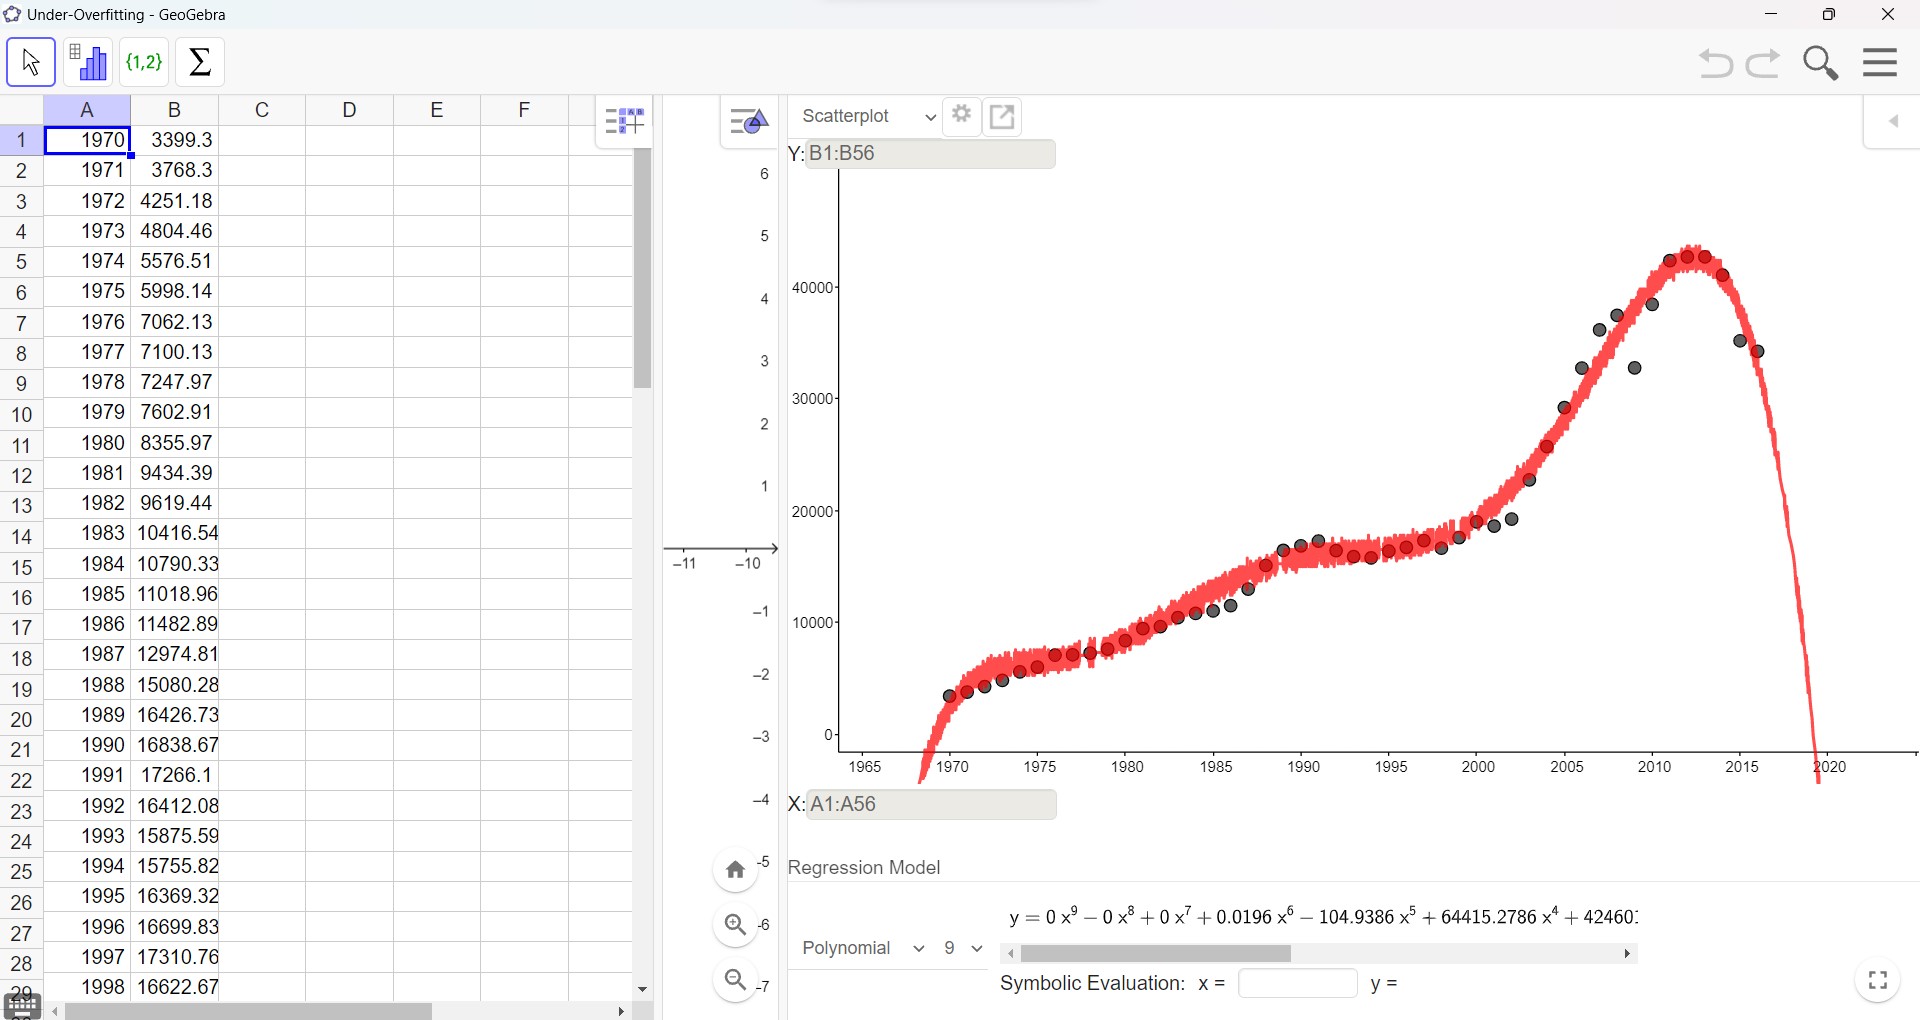 Under-Overfitting - GeoGebra
{1,2} Σ
A B C D E F
1 1970 3399.3
2 1971 3768.3
3 1972 4251.18
4 1973 4804.46
5 1974 5576.51
6 1975 5998.14
7 1976 7062.13
8 1977 7100.13
9 1978 7247.97
10 1979 7602.91
11 1980 8355.97
12 1981 9434.39
13 1982 9619.44
14 1983 10416.54
15 1984 10790.33
16 1985 11018.96
17 1986 11482.89
18 1987 12974.81
19 1988 15080.28
20 1989 16426.73
21 1990 16838.67
22 1991 17266.1
23 1992 16412.08
24 1993 15875.59
25 1994 15755.82
26 1995 16369.32
27 1996 16699.83
28 1997 17310.76
29 1998 16622.67
6
5
4
3
2
1
–11 –10
–1
–2
–3
–4
-5
-6
-7
Scatterplot
Y: B1:B56
40000
30000
20000
10000
0
1965 1970 1975 1980 1985 1990 1995 2000 2005 2010 2015 2020
X: A1:A56
Regression Model
y = 0 x⁹ – 0 x⁸ + 0 x⁷ + 0.0196 x⁶ – 104.9386 x⁵ + 64415.2786 x⁴ + 42460
Polynomial 9
Symbolic Evaluation: x = y =